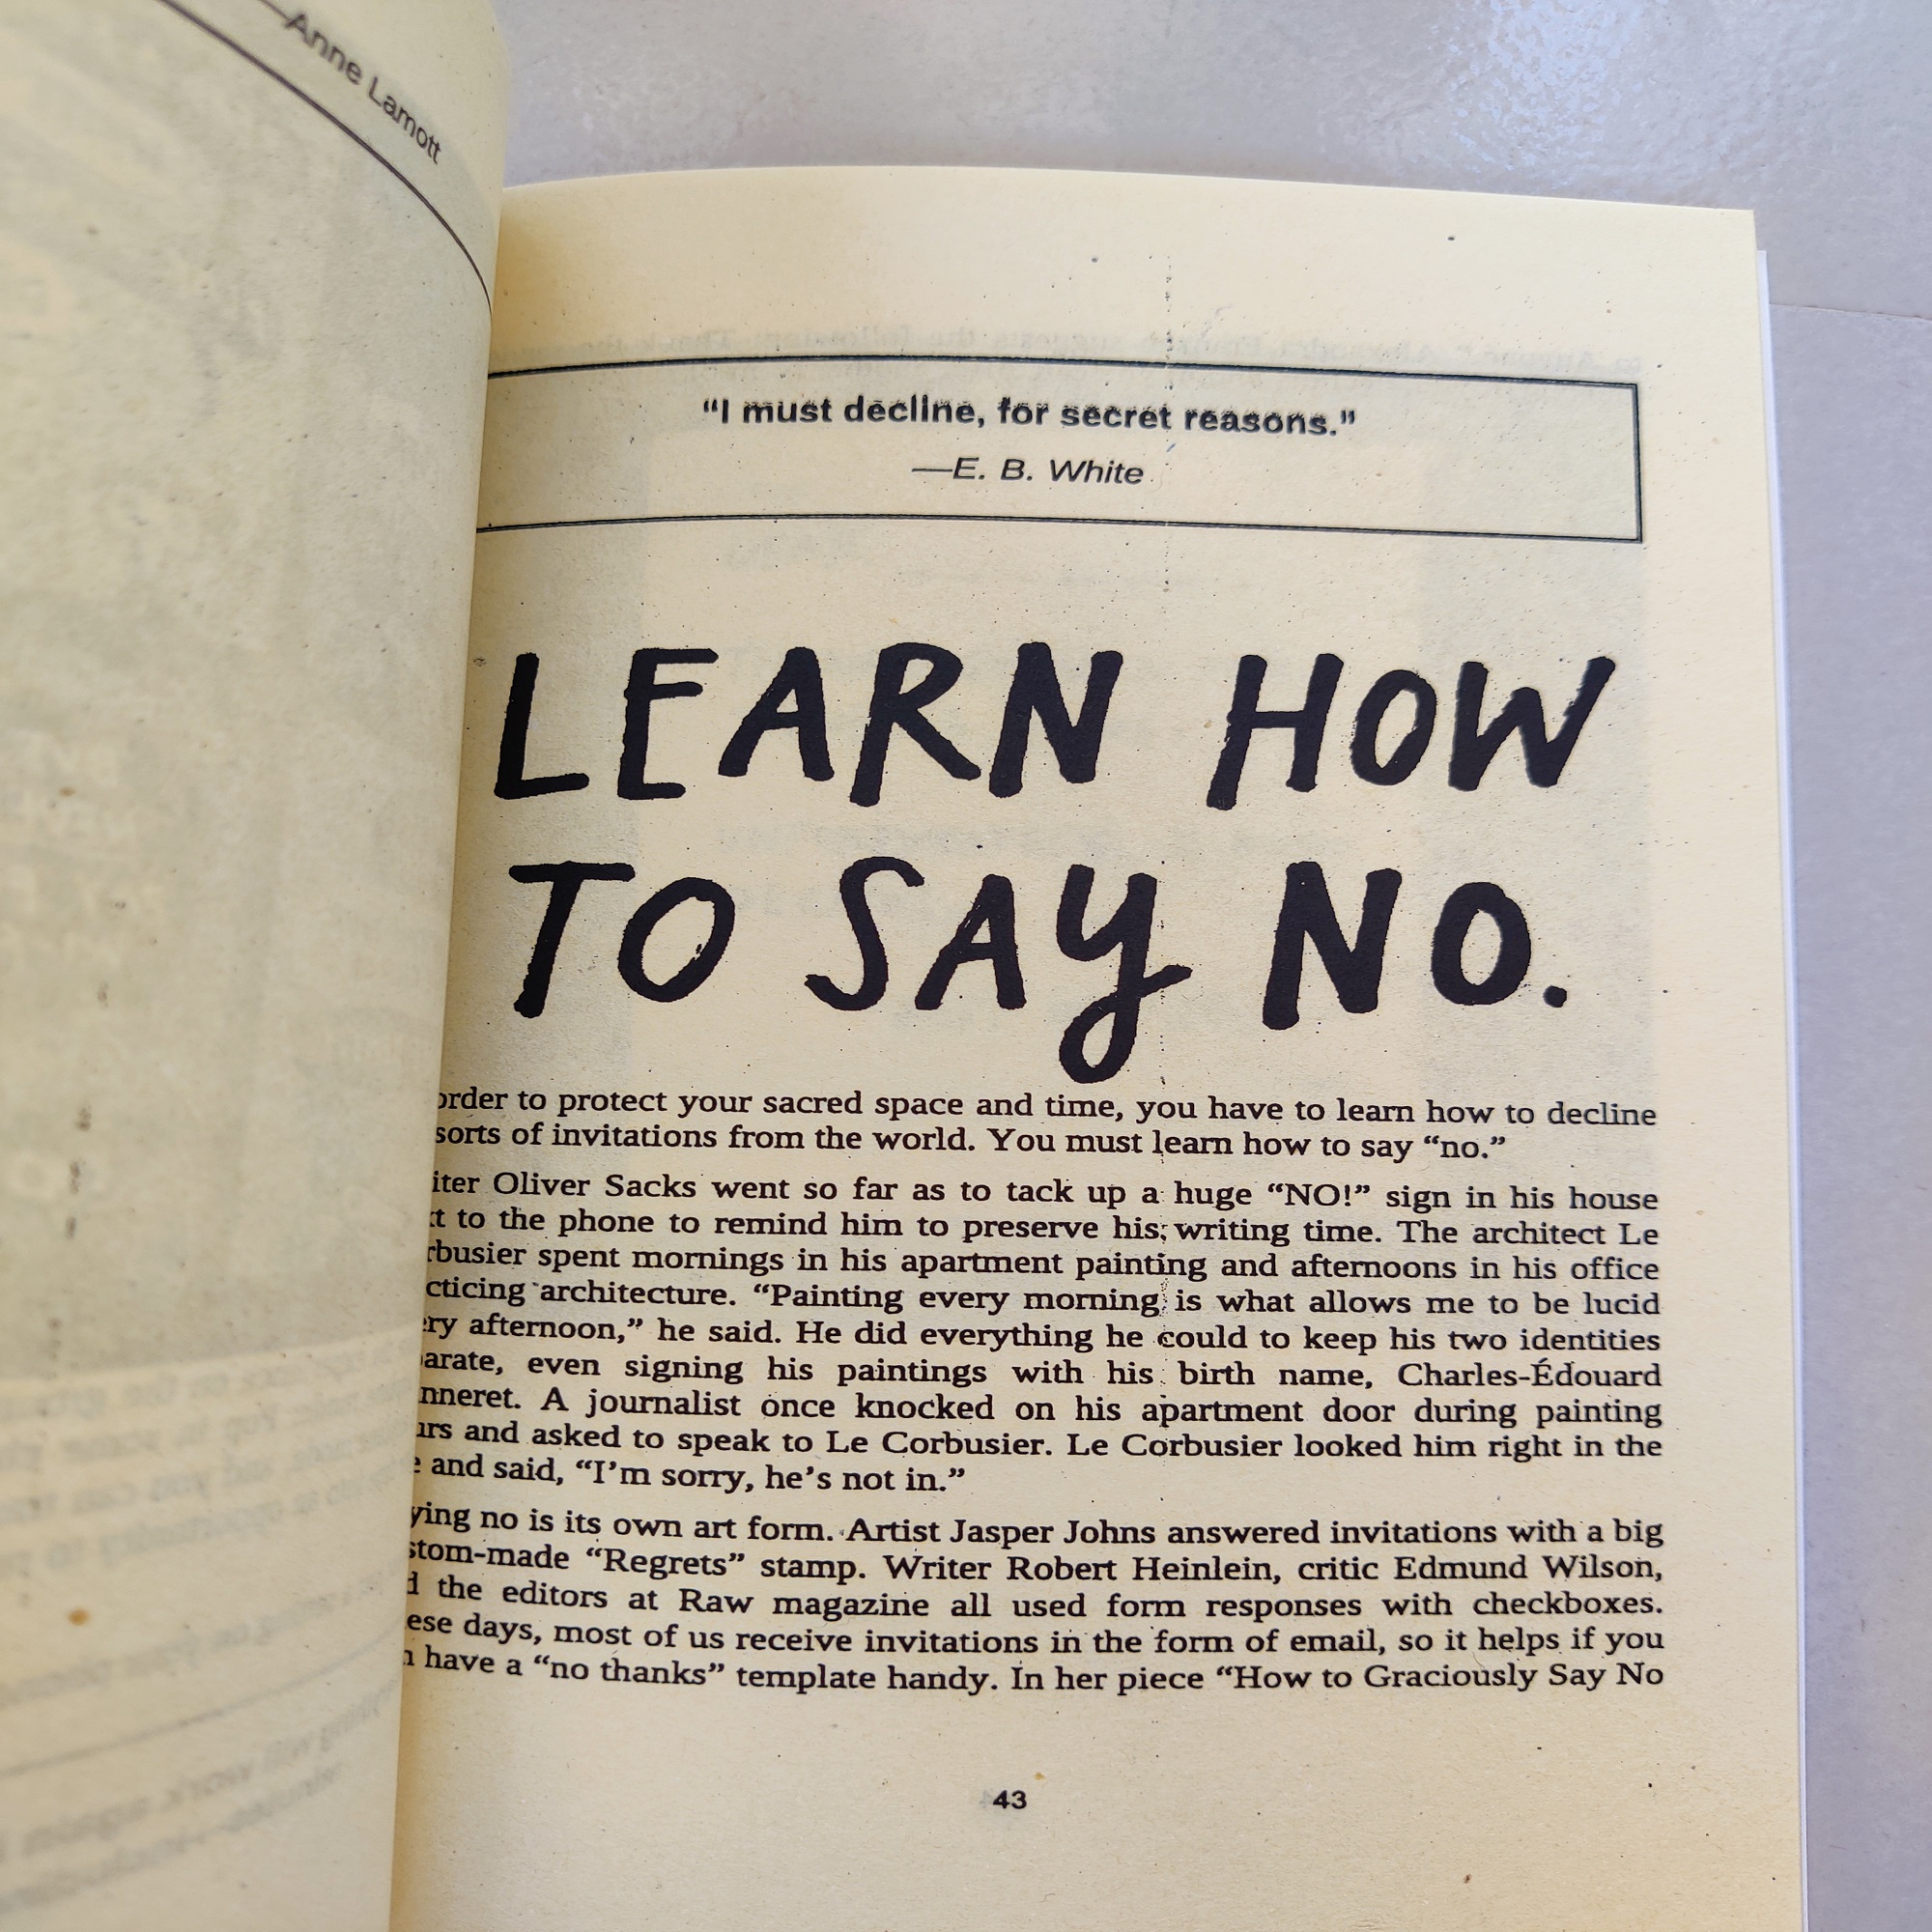 —Anne Lamott
“I must decline, for secret reasons.”
—E. B. White
LEARN HOW
TO SAY NO.
order to protect your sacred space and time, you have to learn how to decline
sorts of invitations from the world. You must learn how to say “no.”
iter Oliver Sacks went so far as to tack up a huge “NO!” sign in his house
xt to the phone to remind him to preserve his writing time. The architect Le
rbusier spent mornings in his apartment painting and afternoons in his office
cticing architecture. “Painting every morning is what allows me to be lucid
ery afternoon,” he said. He did everything he could to keep his two identities
arate, even signing his paintings with his birth name, Charles-Édouard
nneret. A journalist once knocked on his apartment door during painting
urs and asked to speak to Le Corbusier. Le Corbusier looked him right in the
e and said, “I’m sorry, he’s not in.”
ying no is its own art form. Artist Jasper Johns answered invitations with a big
stom-made “Regrets” stamp. Writer Robert Heinlein, critic Edmund Wilson,
d the editors at Raw magazine all used form responses with checkboxes.
ese days, most of us receive invitations in the form of email, so it helps if you
n have a “no thanks” template handy. In her piece “How to Graciously Say No
43